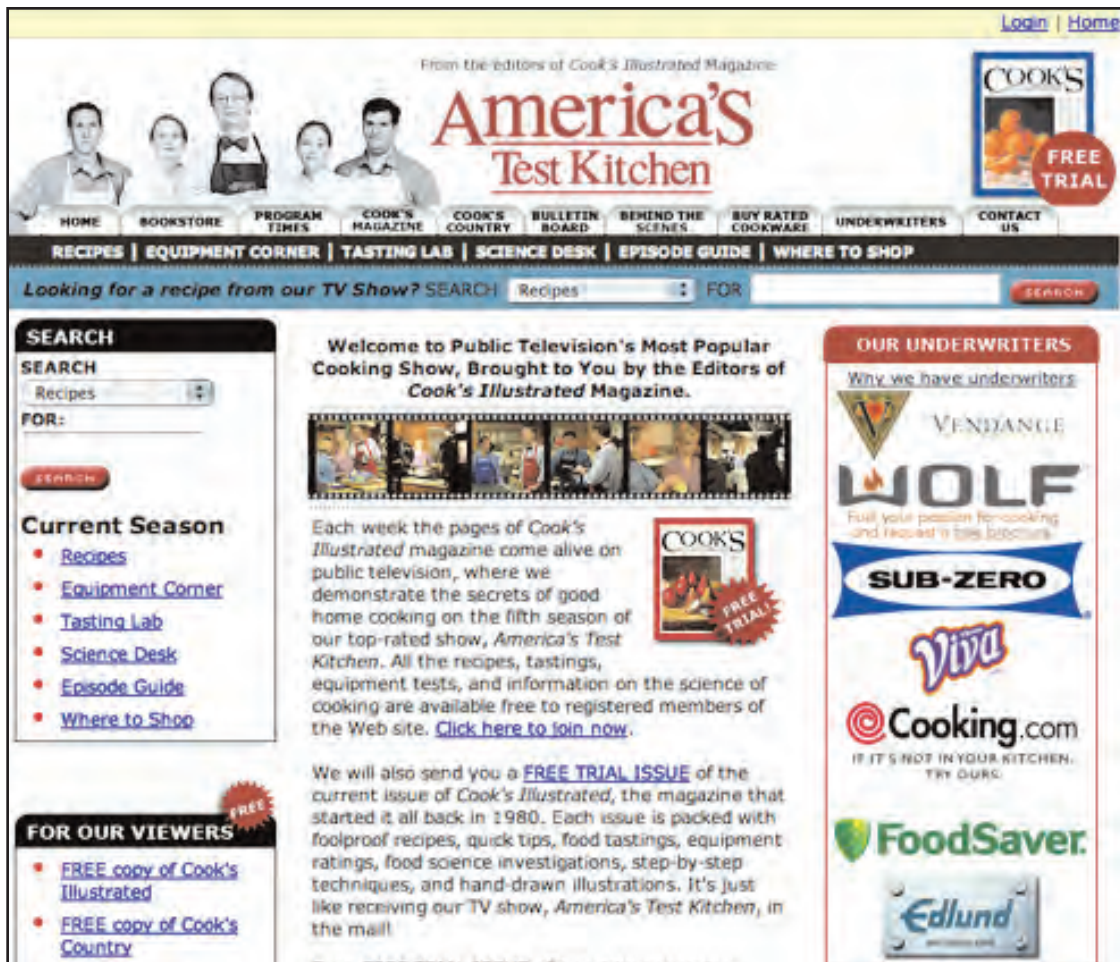 Login | Home
From the editors of Cook's Illustrated Magazine
America's
Test Kitchen
COOK'S
FREE
TRIAL
HOME
BOOKSTORE
PROGRAM
TIMES
COOK'S
MAGAZINE
COOK'S
COUNTRY
BULLETIN
BOARD
BEHIND THE
SCENES
BUY RATED
COOKWARE
UNDERWRITERS
CONTACT
US
RECIPES | EQUIPMENT CORNER | TASTING LAB | SCIENCE DESK | EPISODE GUIDE | WHERE TO SHOP
Looking for a recipe from our TV Show? SEARCH Recipes FOR SEARCH
SEARCH
SEARCH
Recipes
FOR:
SEARCH
Current Season
Recipes
Equipment Corner
Tasting Lab
Science Desk
Episode Guide
Where to Shop
FREE
FOR OUR VIEWERS
FREE copy of Cook's
Illustrated
FREE copy of Cook's
Country
Welcome to Public Television's Most Popular
Cooking Show, Brought to You by the Editors of
Cook's Illustrated Magazine.
Each week the pages of Cook's
Illustrated magazine come alive on
public television, where we
demonstrate the secrets of good
home cooking on the fifth season of
our top-rated show, America's Test
Kitchen. All the recipes, tastings,
equipment tests, and information on the science of
cooking are available free to registered members of
the Web site. Click here to join now.
COOK'S
FREE
TRIAL!
We will also send you a FREE TRIAL ISSUE of the
current issue of Cook's Illustrated, the magazine that
started it all back in 1980. Each issue is packed with
foolproof recipes, quick tips, food tastings, equipment
ratings, food science investigations, step-by-step
techniques, and hand-drawn illustrations. It's just
like receiving our TV show, America's Test Kitchen, in
the mail!
OUR UNDERWRITERS
Why we have underwriters
V
VENDANGE
WOLF
Fuel your passion for cooking
and request a free brochure.
SUB-ZERO
Viva
Cooking.com
IF IT'S NOT IN YOUR KITCHEN,
TRY OURS.
FoodSaver.
Edlund